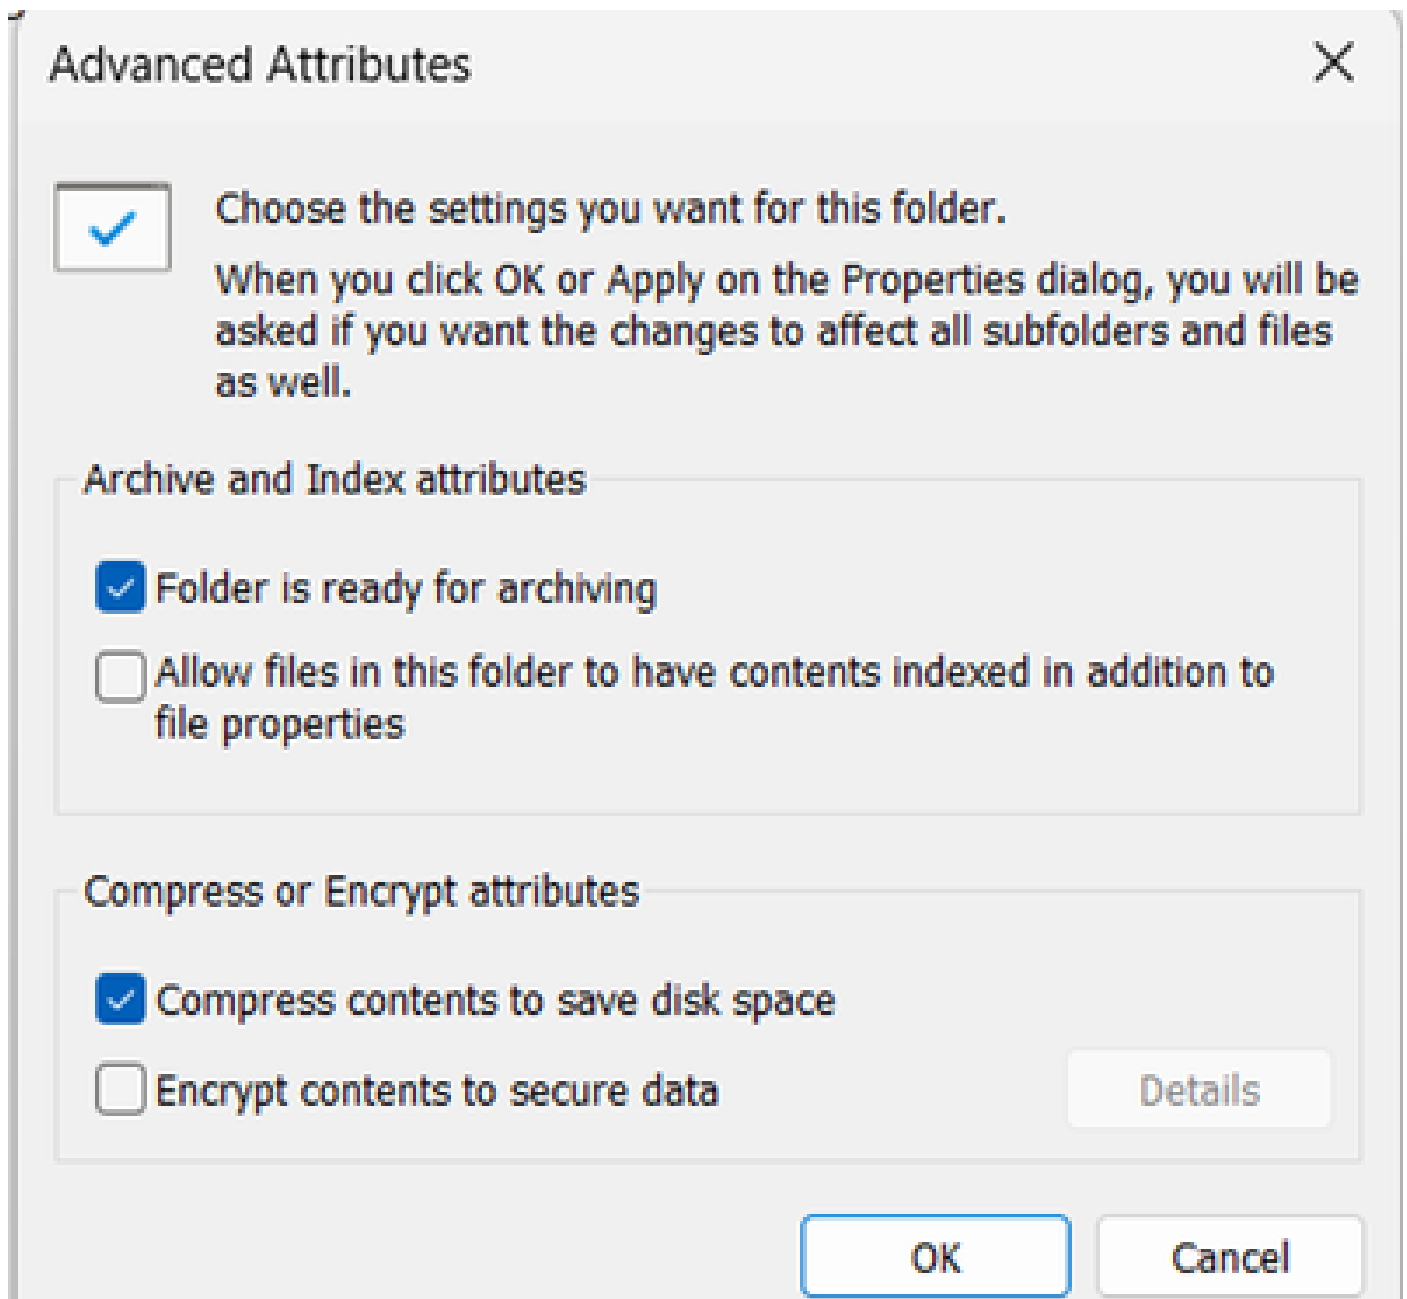 Advanced Attributes
Choose the settings you want for this folder.
When you click OK or Apply on the Properties dialog, you will be
asked if you want the changes to affect all subfolders and files
as well.
Archive and Index attributes
Folder is ready for archiving
Allow files in this folder to have contents indexed in addition to
file properties
Compress or Encrypt attributes
Compress contents to save disk space
Encrypt contents to secure data
Details
OK
Cancel